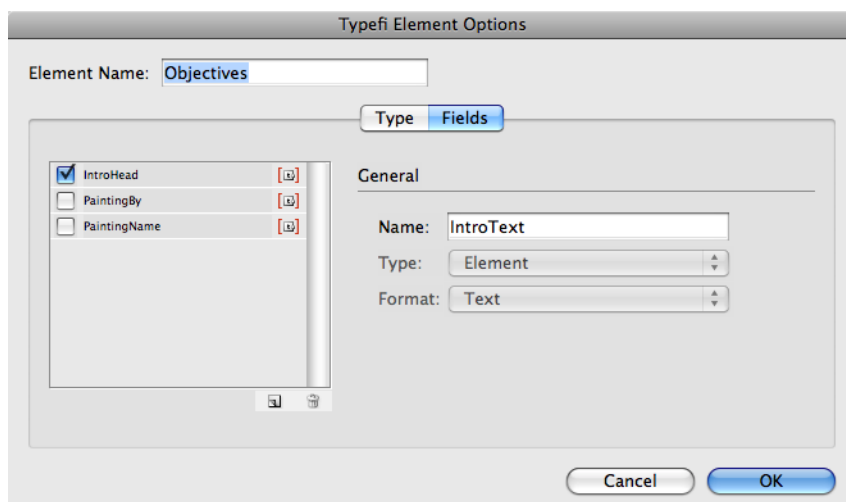 Typefi Element Options
Element Name: Objectives
Type Fields
IntroHead
PaintingBy
PaintingName
General
Name: IntroText
Type: Element
Format: Text
Cancel OK